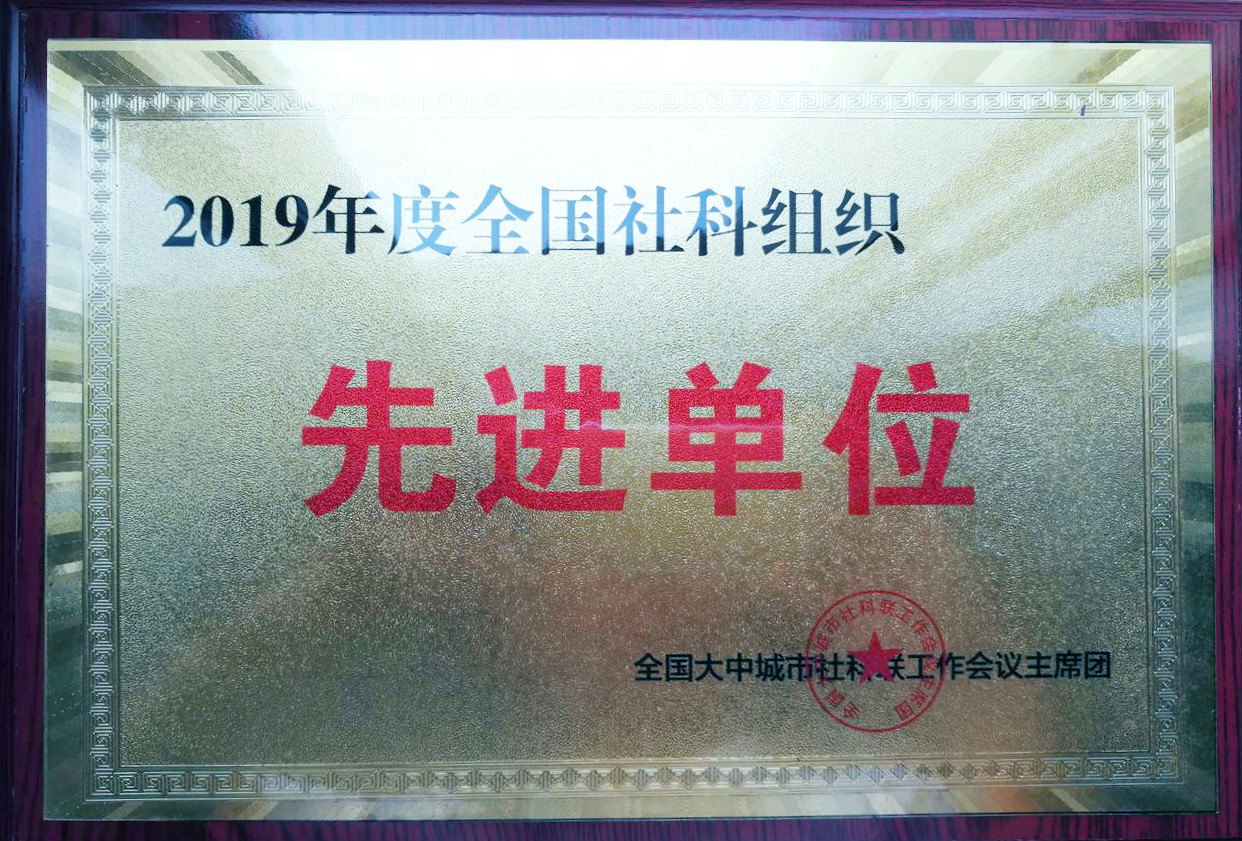 2019年度全国社科组织
先进单位
全国大中城市社科联工作会议主席团